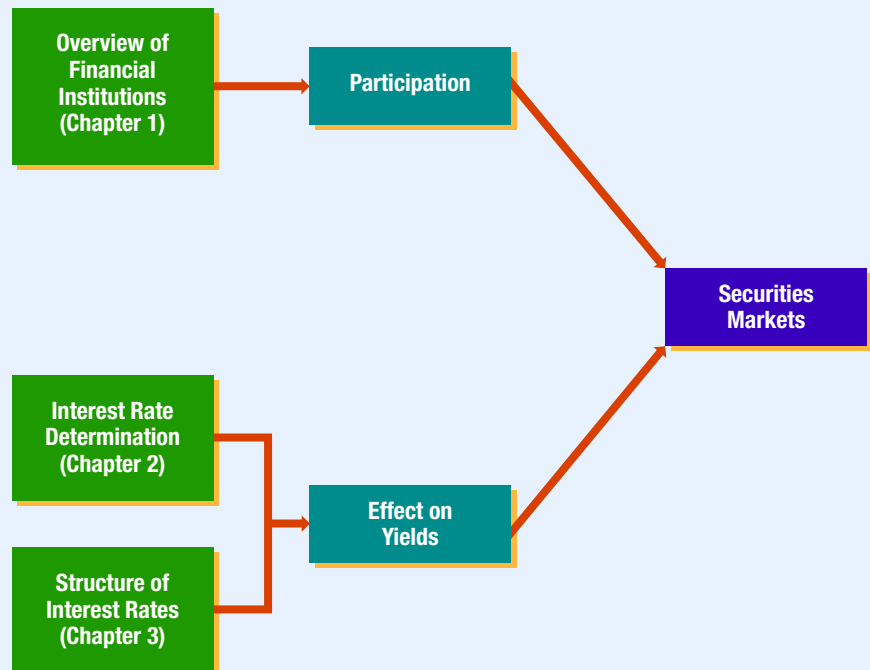 Overview of
Financial
Institutions
(Chapter 1)
Participation
Securities
Markets
Interest Rate
Determination
(Chapter 2)
Effect on
Yields
Structure of
Interest Rates
(Chapter 3)